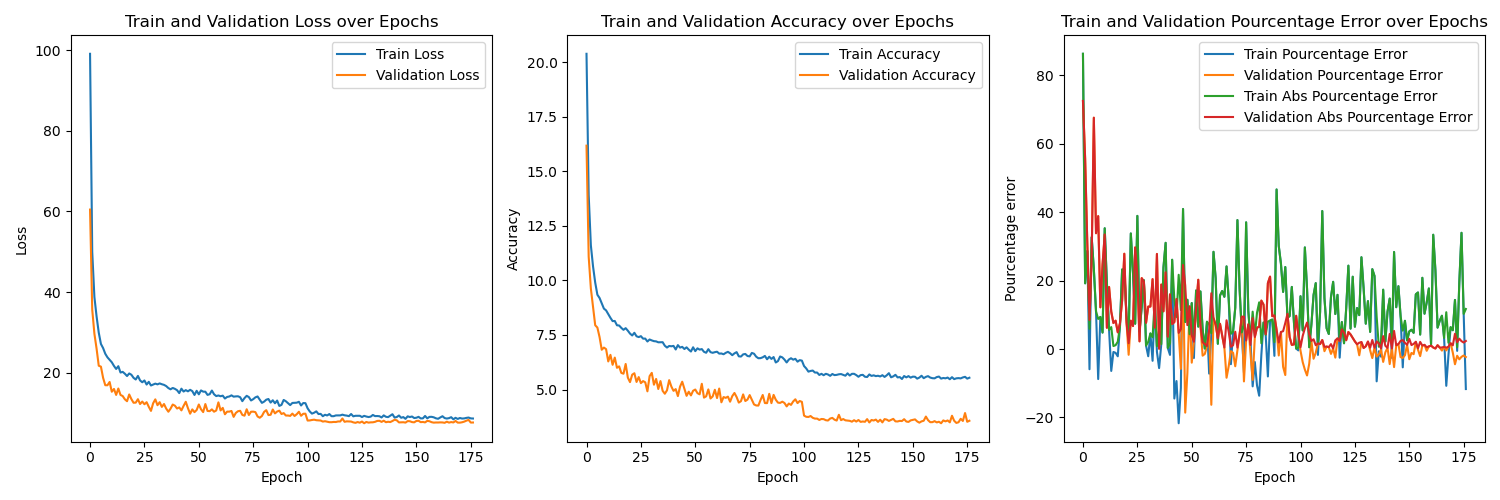 Train and Validation Loss over Epochs
Loss
100
80
60
40
20
0
25
50
75
100
125
150
175
Epoch
Train Loss
Validation Loss
Train and Validation Accuracy over Epochs
Accuracy
20.0
17.5
15.0
12.5
10.0
7.5
5.0
0
25
50
75
100
125
150
175
Epoch
Train Accuracy
Validation Accuracy
Train and Validation Pourcentage Error over Epochs
Pourcentage error
80
60
40
20
0
−20
0
25
50
75
100
125
150
175
Epoch
Train Pourcentage Error
Validation Pourcentage Error
Train Abs Pourcentage Error
Validation Abs Pourcentage Error